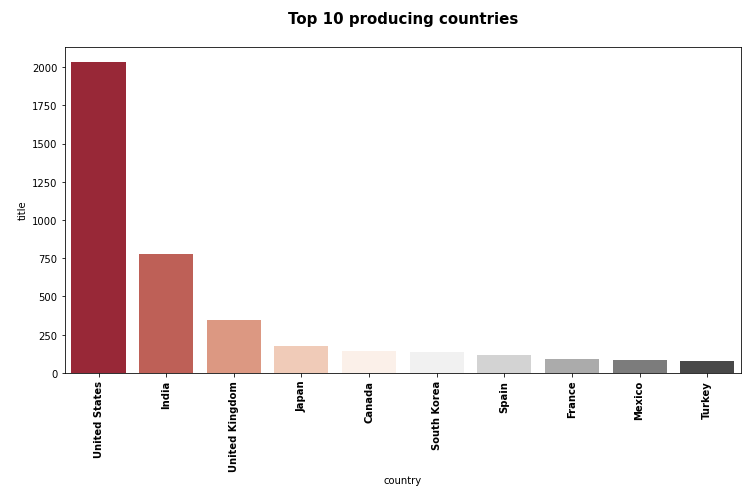 Top 10 producing countries
title
2000
1750
1500
1250
1000
750
500
250
0
United States
India
United Kingdom
Japan
Canada
South Korea
Spain
France
Mexico
Turkey
country